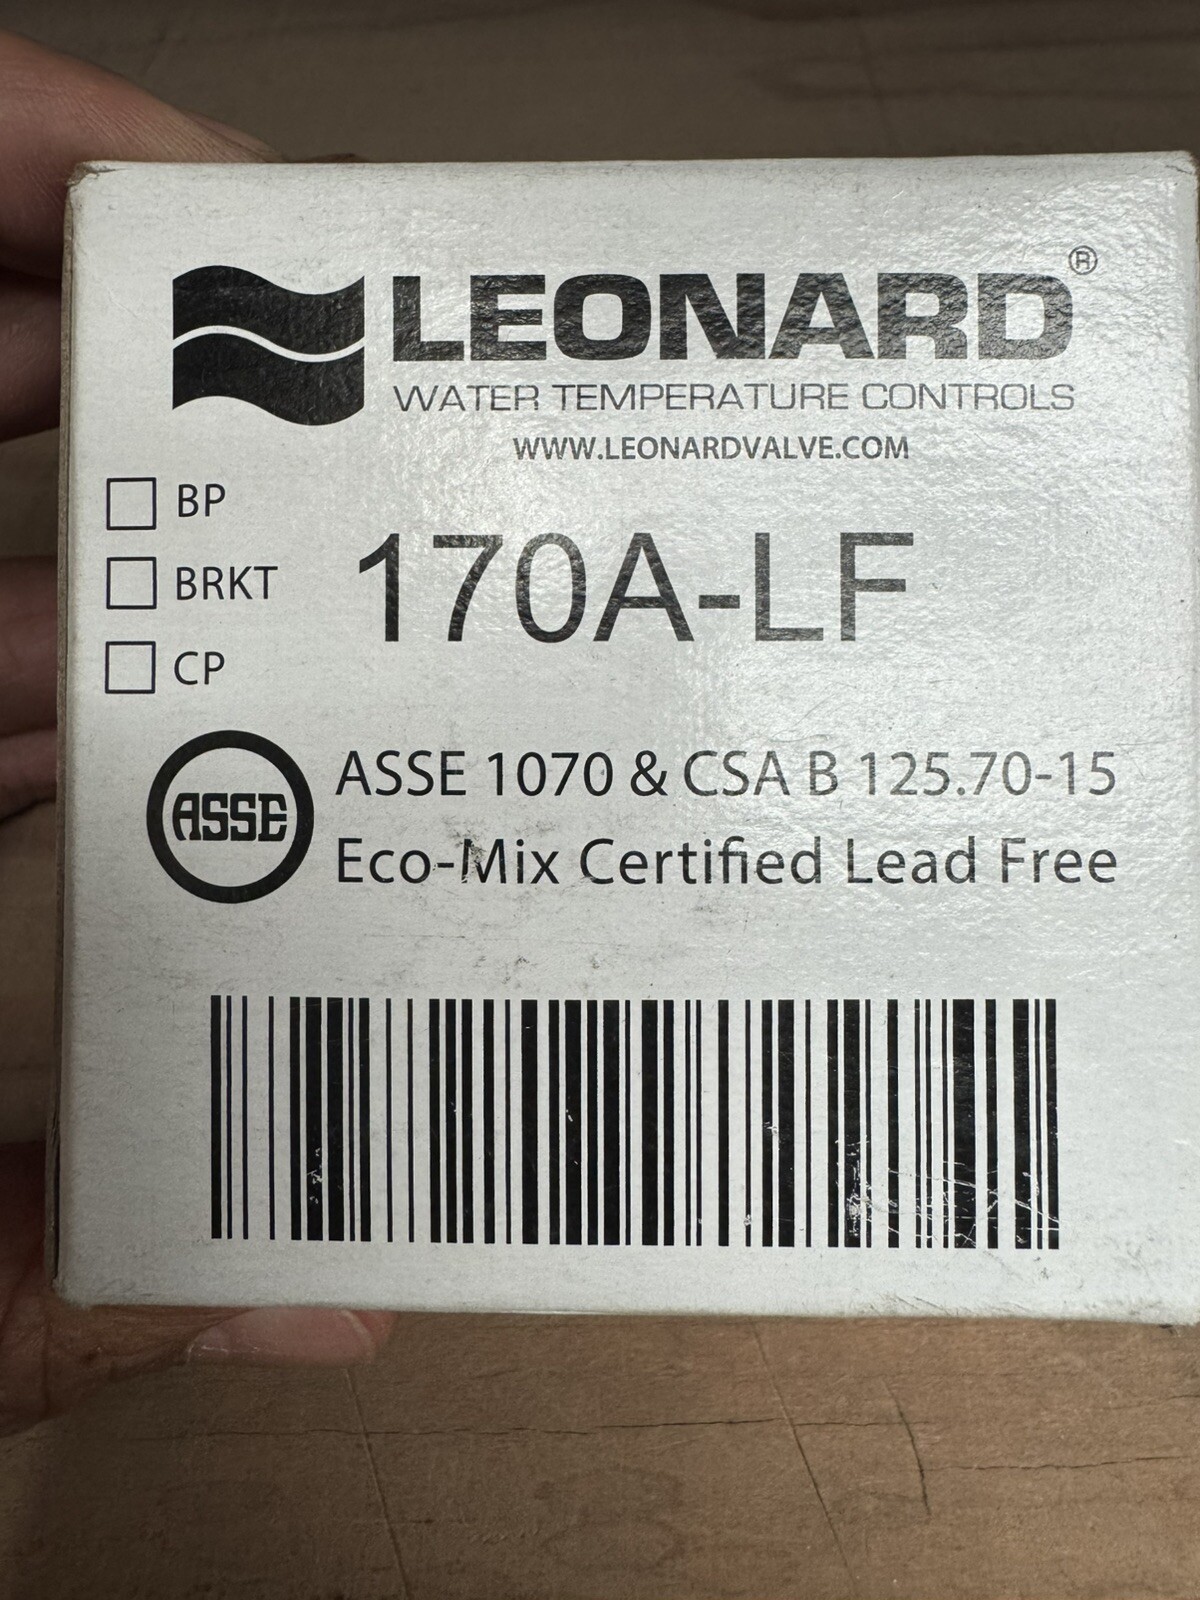 LEONARD®
WATER TEMPERATURE CONTROLS
WWW.LEONARDVALVE.COM
BP
BRKT
CP
170A-LF
ASSE
ASSE 1070 & CSA B 125.70-15
Eco-Mix Certified Lead Free